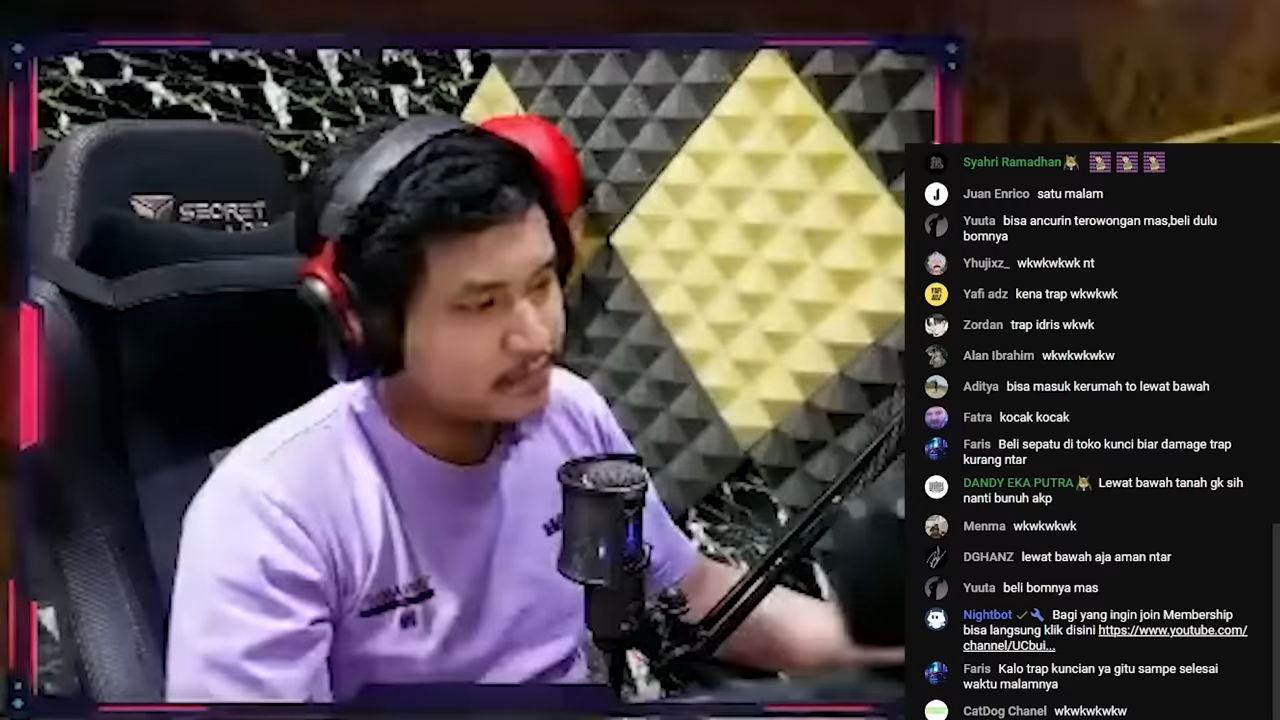 SECRET
Syahri Ramadhan
Juan Enrico satu malam
Yuuta bisa ancurin terowongan mas,beli dulu
bomnya
Yhujixz_ wkwkwkwk nt
Yafi adz kena trap wkwkwk
Zordan trap idris wkwk
Alan Ibrahim wkwkwkwkw
Aditya bisa masuk kerumah to lewat bawah
Fatra kocak kocak
Faris Beli sepatu di toko kunci biar damage trap
kurang ntar
DANDY EKA PUTRA Lewat bawah tanah gk sih
nanti bunuh akp
Menma wkwkwkwk
DGHANZ lewat bawah aja aman ntar
Yuuta beli bomnya mas
Nightbot Bagi yang ingin join Membership
bisa langsung klik disini https://www.youtube.com/
channel/UCbui...
Faris Kalo trap kuncian ya gitu sampe selesai
waktu malamnya
CatDog Chanel wkwkwkwkw